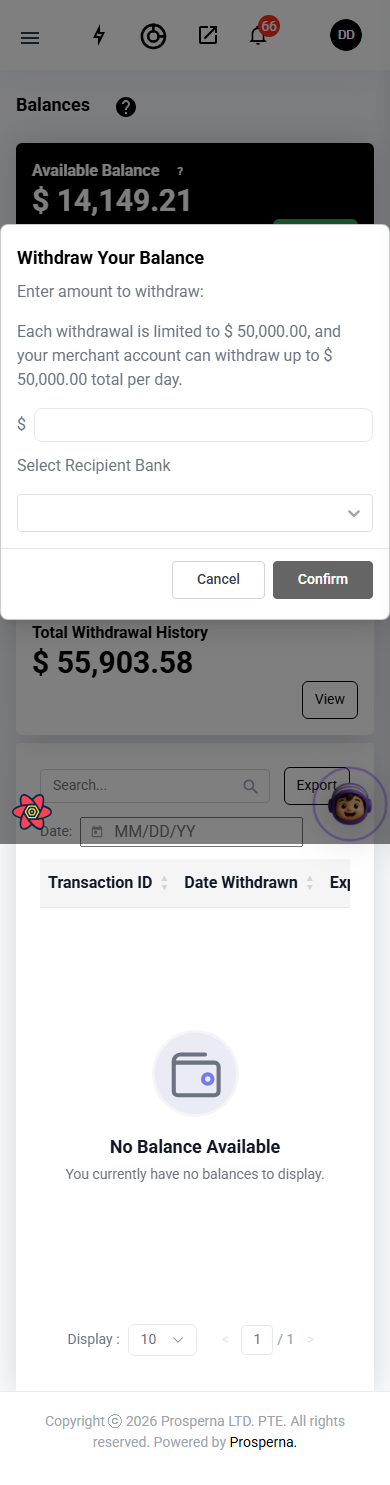 66
DD
Balances ?
Available Balance ?
$ 14,149.21
Withdraw Your Balance
Enter amount to withdraw:
Each withdrawal is limited to $ 50,000.00, and
your merchant account can withdraw up to $
50,000.00 total per day.
$
Select Recipient Bank
Cancel
Confirm
Total Withdrawal History
$ 55,903.58
View
Search...
Export
Date:
MM/DD/YY
Transaction ID Date Withdrawn Exp
No Balance Available
You currently have no balances to display.
Display : 10 < 1 / 1 >
Copyright © 2026 Prosperna LTD. PTE. All rights
reserved. Powered by Prosperna.